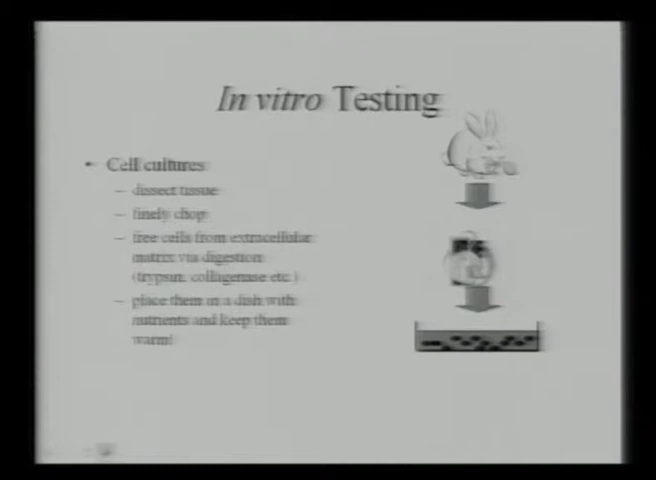 In vitro Testing
• Cell cultures
– dissect tissue
– finely chop
– free cells from extracellular
matrix via digestion
(trypsin, collagenase etc.)
– place them in a dish with
nutrients and keep them
warm!